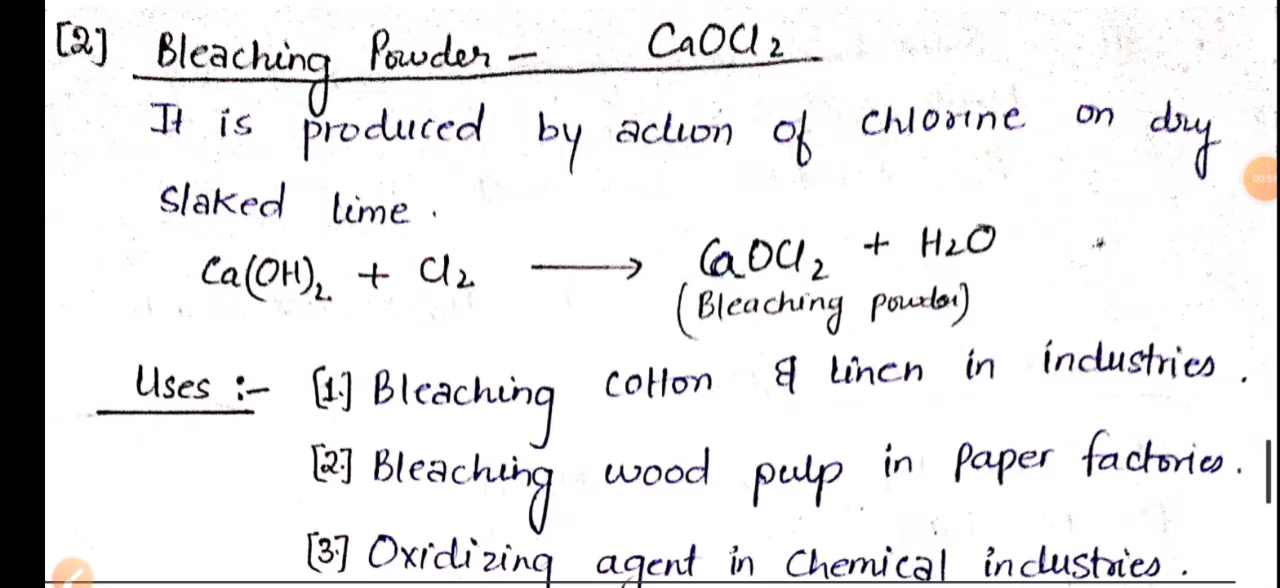 [2] Bleaching Powder – CaOCl2
It is produced by action of chlorine on dry
slaked lime.
Ca(OH)2 + Cl2 ⟶ CaOCl2 + H2O
(Bleaching powder)
Uses :- [1.] Bleaching cotton & linen in industries.
[2.] Bleaching wood pulp in paper factories.
[3.] Oxidizing agent in chemical industries.